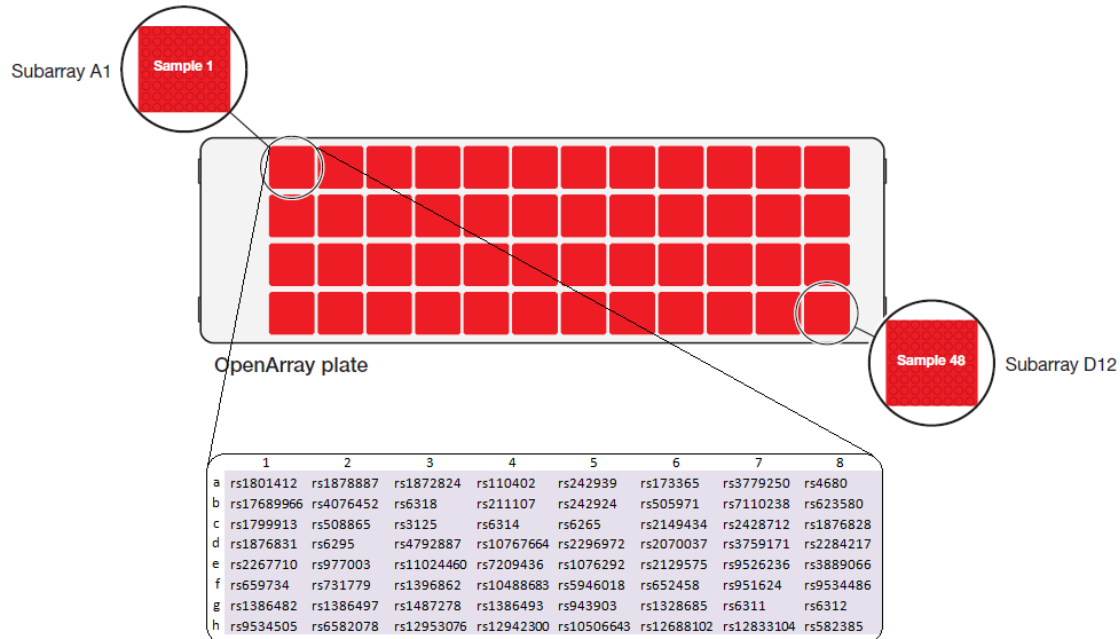 Sample 1
Subarray A1
Sample 48
Subarray D12
OpenArray plate
1 2 3 4 5 6 7 8
a rs1801412 rs1878887 rs1872824 rs110402 rs242939 rs173365 rs3779250 rs4680
b rs17689966 rs4076452 rs6318 rs211107 rs242924 rs505971 rs7110238 rs623580
c rs1799913 rs508865 rs3125 rs6314 rs6265 rs2149434 rs2428712 rs1876828
d rs1876831 rs6295 rs4792887 rs10767664 rs2296972 rs2070037 rs3759171 rs2284217
e rs2267710 rs977003 rs11024460 rs7209436 rs1076292 rs2129575 rs9526236 rs3889066
f rs659734 rs731779 rs1396862 rs10488683 rs5946018 rs652458 rs951624 rs9534486
g rs1386482 rs1386497 rs1487278 rs1386493 rs943903 rs1328685 rs6311 rs6312
h rs9534505 rs6582078 rs12953076 rs12942300 rs10506643 rs12688102 rs12833104 rs582385